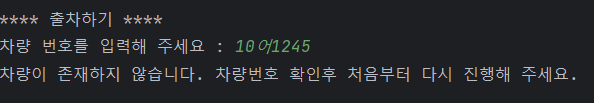 **** 출차하기 ****
차량 번호를 입력해 주세요 : 10어1245
차량이 존재하지 않습니다. 차량번호 확인후 처음부터 다시 진행해 주세요.